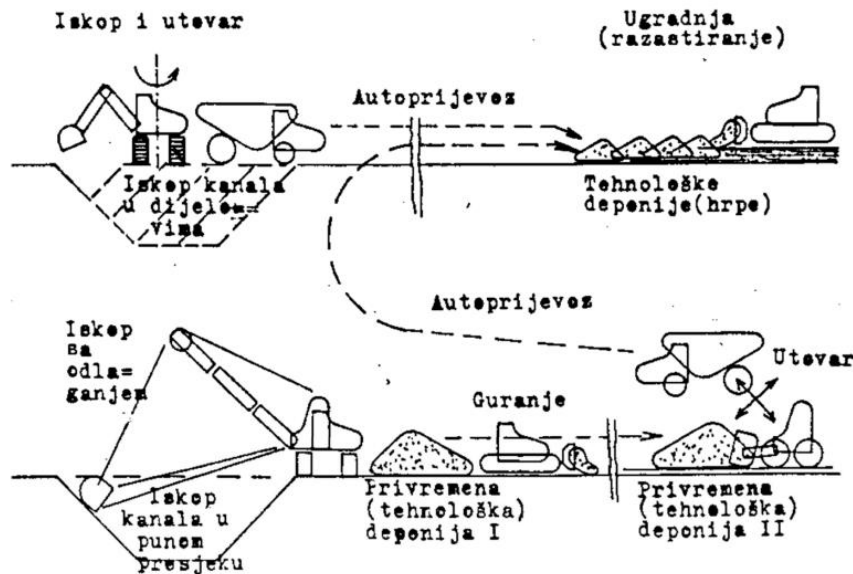 Iskop i utovar
Ugradnja
(razastiranje)
Autoprijevoz
Iskop kanala
u dijelo==
vima
Tehnološke
deponije(hrpe)
Autoprijevoz
Iskop
sa
odla=
ganjem
Utovar
Guranje
Iskop
kanala u
punom
presjeku
Privremena
(tehnološka)
deponija I
Privremena
(tehnološka)
deponija II